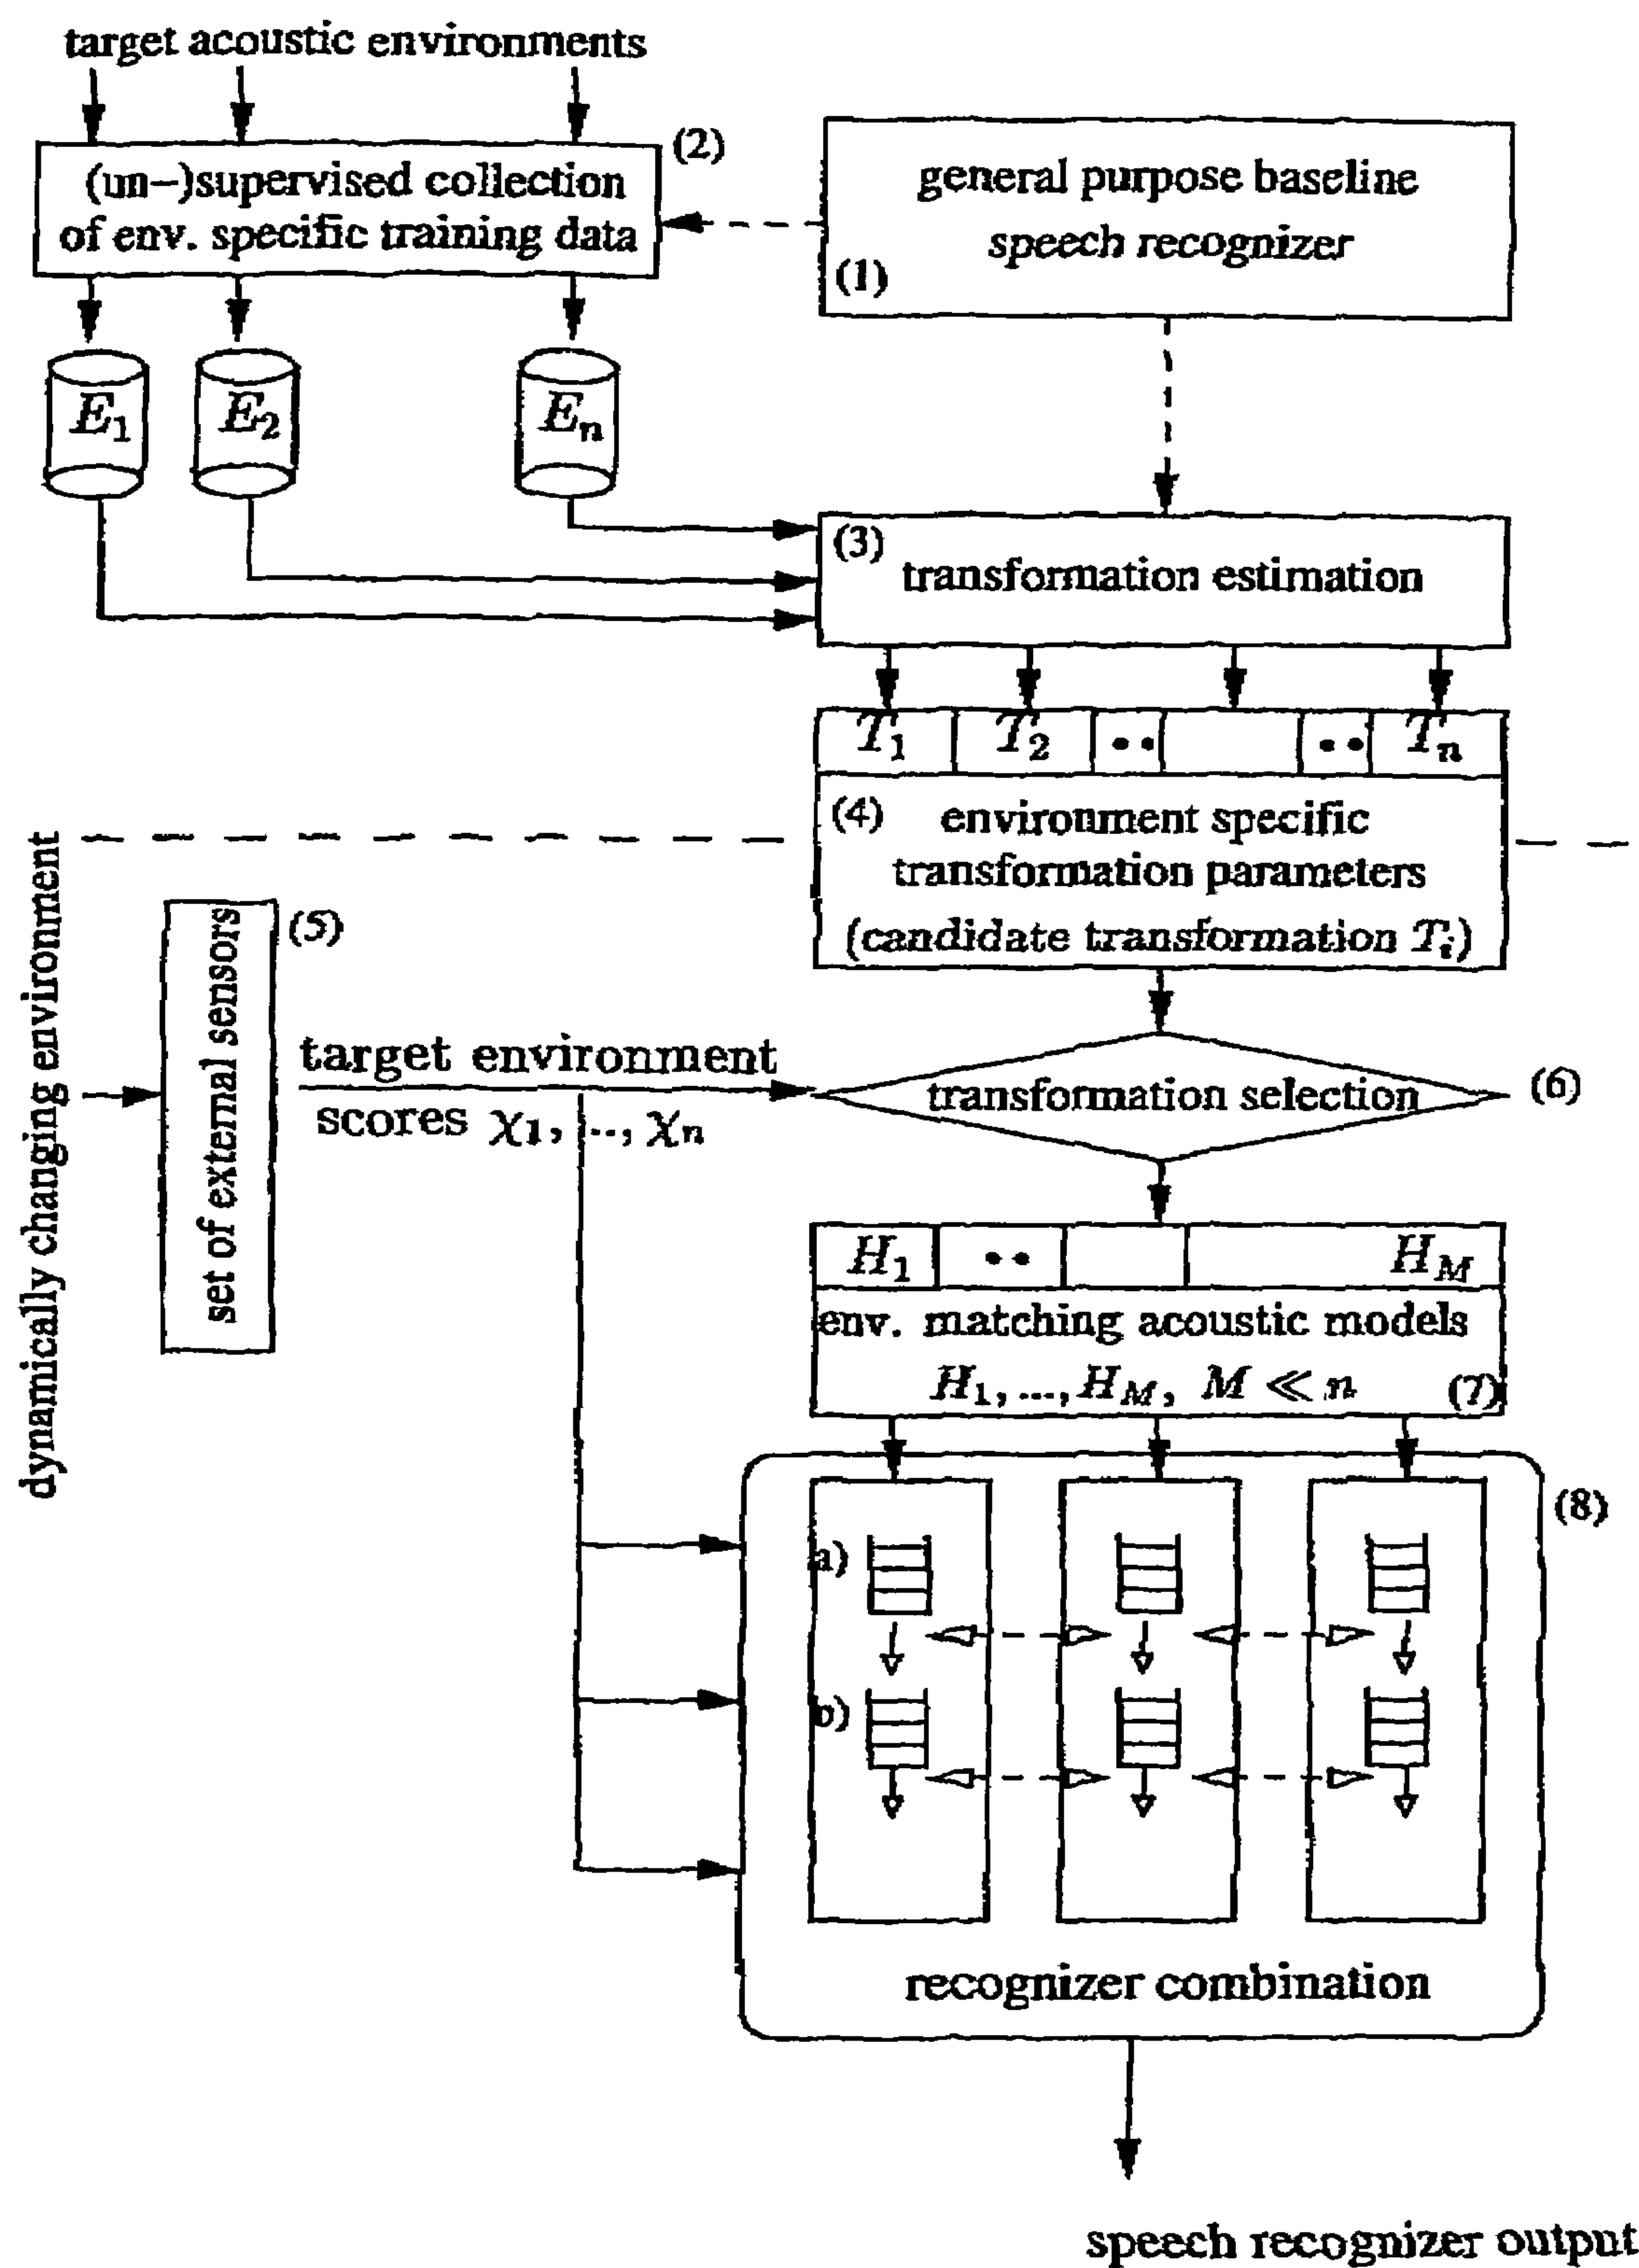 target acoustic environments
(2)
(un-)supervised collection
of env. specific training data
general purpose baseline
speech recognizer
(1)
E1
E2
En
(3)
transformation estimation
T1 T2 •• •• Tn
(4)
environment specific
transformation parameters
(candidate transformation Ti)
dynamically changing environment
set of external sensors
(5)
target environment
scores χ1, .., χn
transformation selection
(6)
H1 •• HM
env. matching acoustic models
H1, ..., HM, M ≪ n
(7)
(8)
a)
b)
recognizer combination
speech recognizer output